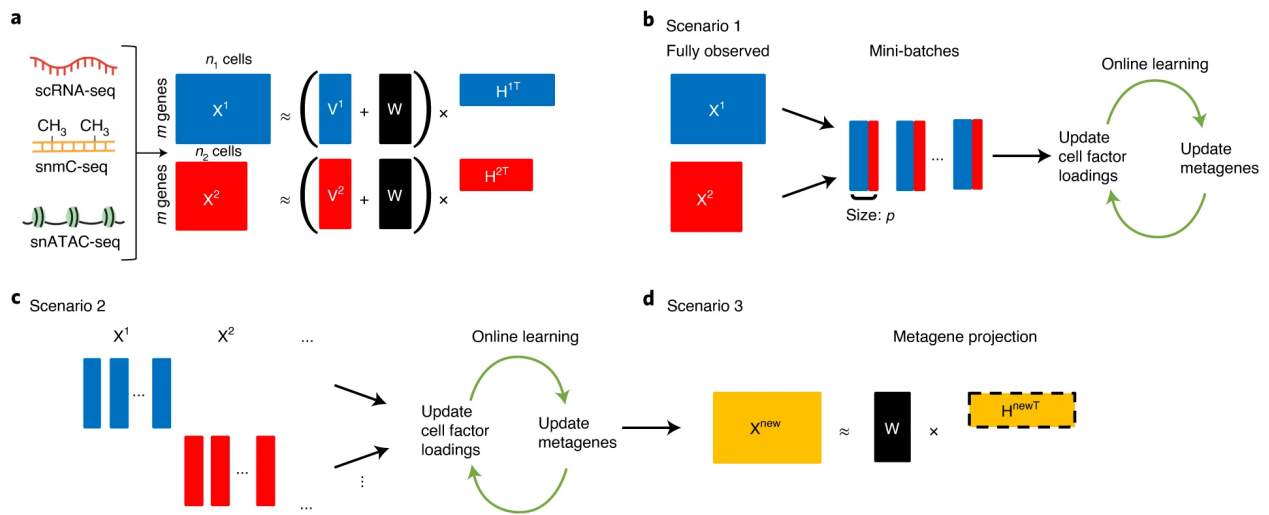 a
scRNA-seq
CH3 CH3
snmC-seq
snATAC-seq
n1 cells
m genes
X¹ ≈ ( V¹ + W ) × H¹ᵀ
n2 cells
m genes
X² ≈ ( V² + W ) × H²ᵀ
b Scenario 1
Fully observed
Mini-batches
X¹
X²
...
Size: p
Online learning
Update
cell factor
loadings
Update
metagenes
c Scenario 2
X¹ X² ...
...
...
...
⋮
Online learning
Update
cell factor
loadings
Update
metagenes
d Scenario 3
Metagene projection
Xⁿᵉʷ ≈ W × HⁿᵉʷT